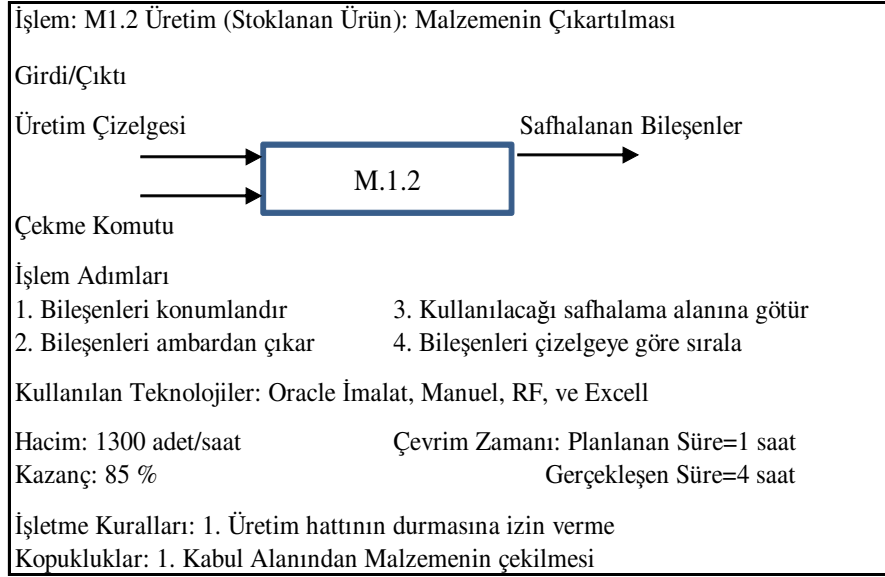 İşlem: M1.2 Üretim (Stoklanan Ürün): Malzemenin Çıkartılması
Girdi/Çıktı
Üretim Çizelgesi Safhalanan Bileşenler
M.1.2
Çekme Komutu
İşlem Adımları
1. Bileşenleri konumlandır 3. Kullanılacağı safhalama alanına götür
2. Bileşenleri ambardan çıkar 4. Bileşenleri çizelgeye göre sırala
Kullanılan Teknolojiler: Oracle İmalat, Manuel, RF, ve Excell
Hacim: 1300 adet/saat Çevrim Zamanı: Planlanan Süre=1 saat
Kazanç: 85 % Gerçekleşen Süre=4 saat
İşletme Kuralları: 1. Üretim hattının durmasına izin verme
Kopukluklar: 1. Kabul Alanından Malzemenin çekilmesi